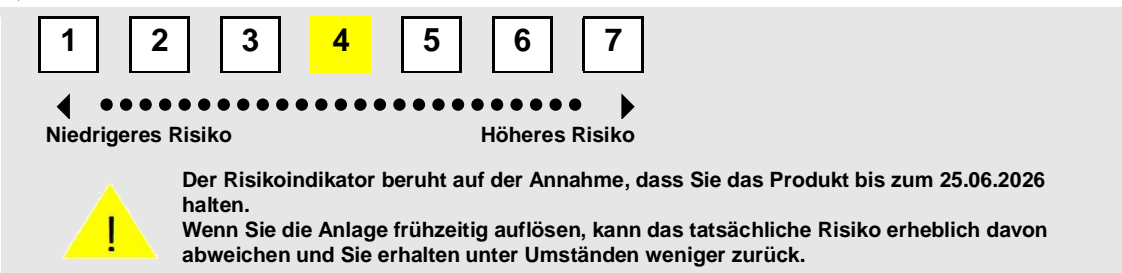 1 2 3 4 5 6 7
Niedrigeres Risiko Höheres Risiko
Der Risikoindikator beruht auf der Annahme, dass Sie das Produkt bis zum 25.06.2026
halten.
Wenn Sie die Anlage frühzeitig auflösen, kann das tatsächliche Risiko erheblich davon
abweichen und Sie erhalten unter Umständen weniger zurück.
!